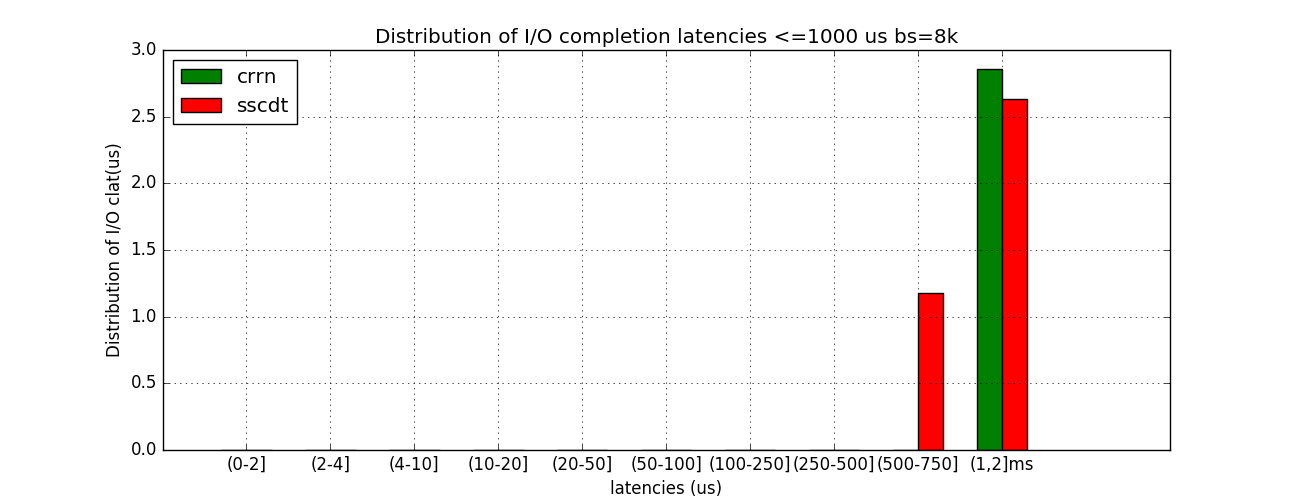 Distribution of I/O completion latencies <=1000 us bs=8k
crrn
sscdt
Distribution of I/O clat(us)
3.0
2.5
2.0
1.5
1.0
0.5
0.0
(0-2] (2-4] (4-10] (10-20] (20-50] (50-100] (100-250] (250-500] (500-750] (1,2]ms
latencies (us)